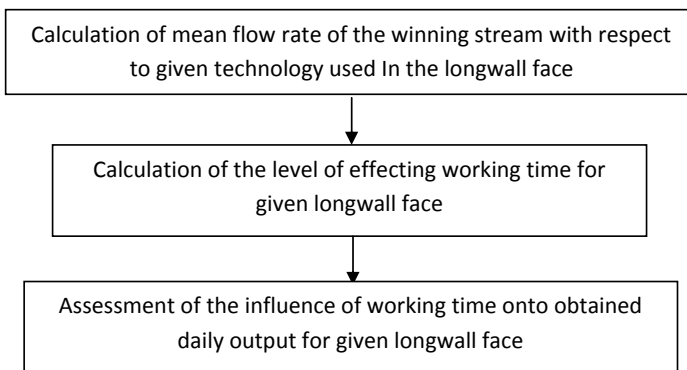 Calculation of mean flow rate of the winning stream with respect
to given technology used In the longwall face
Calculation of the level of effecting working time for
given longwall face
Assessment of the influence of working time onto obtained
daily output for given longwall face